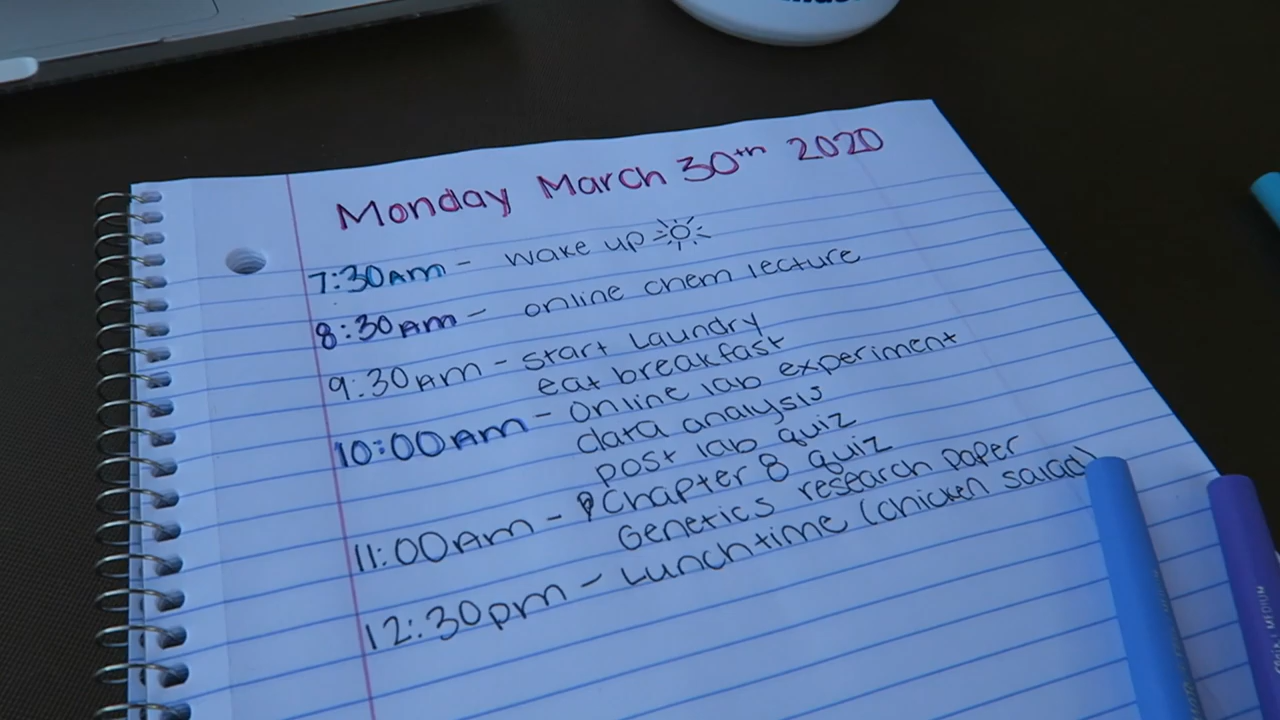 Monday March 30th 2020
7:30AM - wake up
8:30am - online chem lecture
9:30AM - start laundry
eat breakfast
10:00AM - online lab experiment
data analysis
post lab quiz
11:00AM - Chapter 8 quiz
Genetics research paper
12:30pm - Lunchtime (chicken salad)
MEDIUM